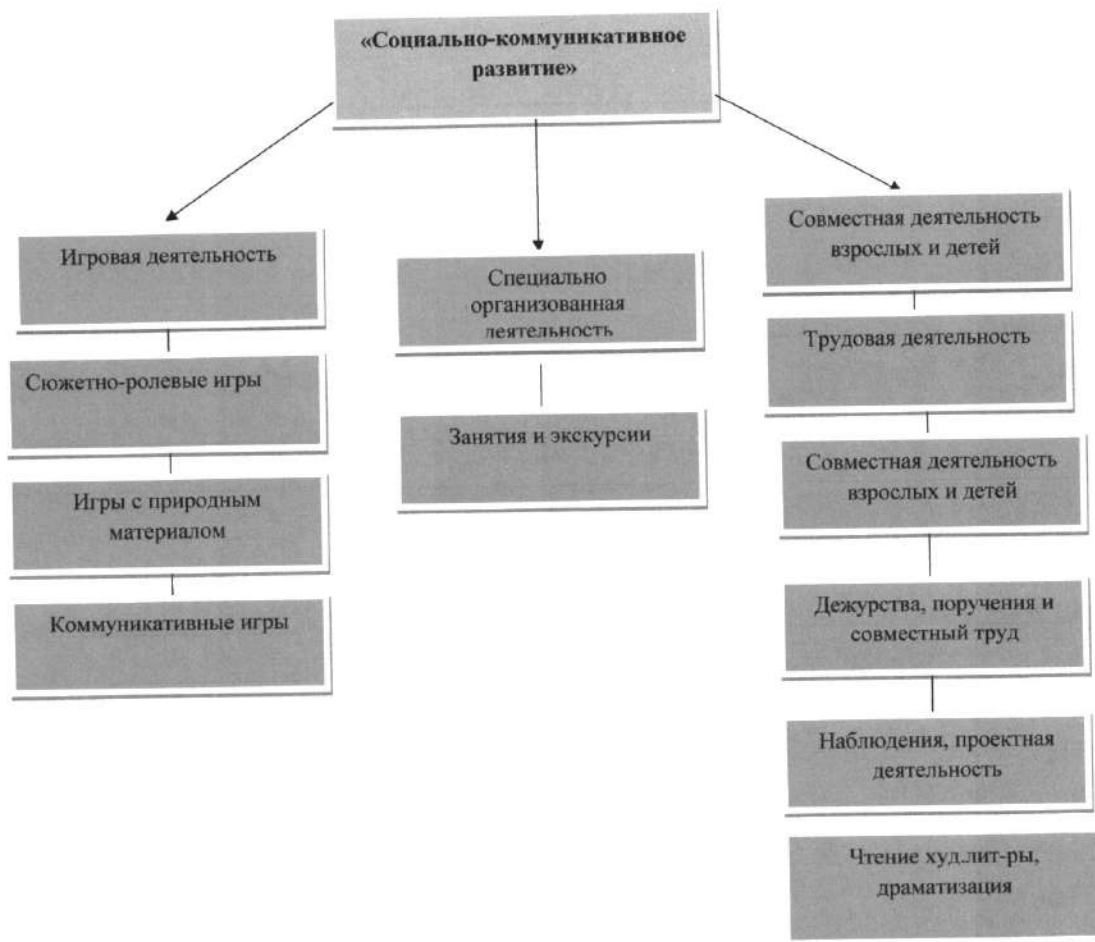 «Социально-коммуникативное
развитие»
Игровая деятельность
Сюжетно-ролевые игры
Игры с природным
материалом
Коммуникативные игры
Специально
организованная
деятельность
Занятия и экскурсии
Совместная деятельность
взрослых и детей
Трудовая деятельность
Совместная деятельность
взрослых и детей
Дежурства, поручения и
совместный труд
Наблюдения, проектная
деятельность
Чтение худ.лит-ры,
драматизация